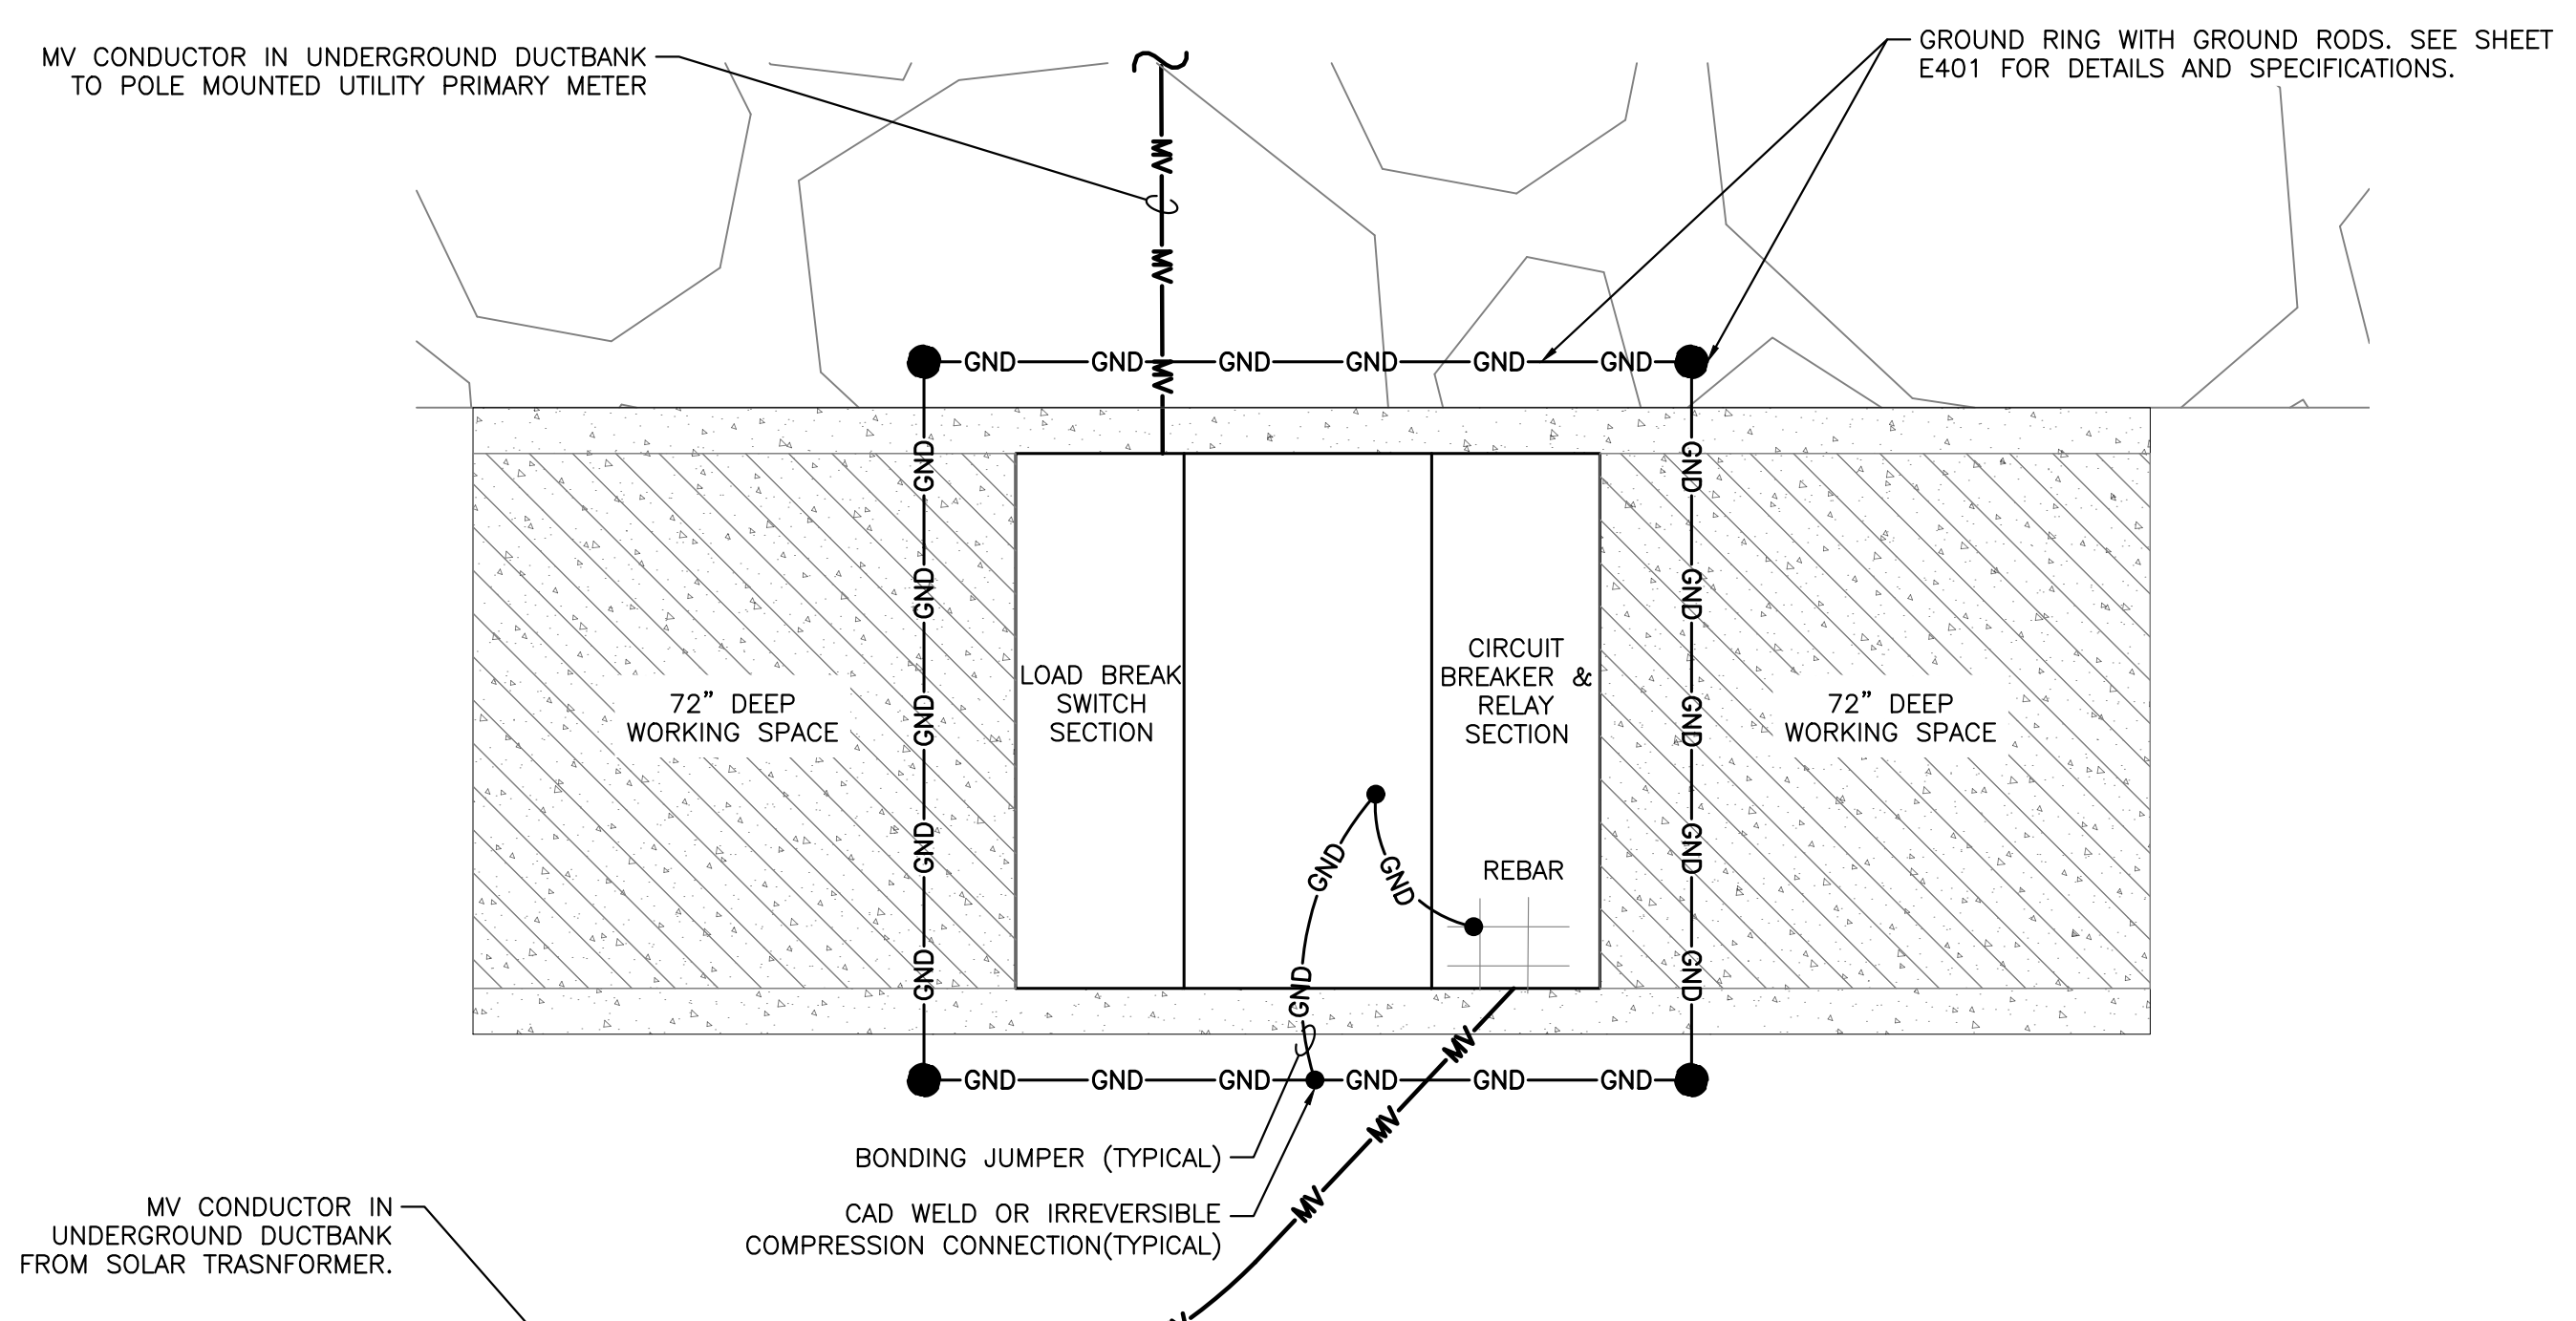 MV CONDUCTOR IN UNDERGROUND DUCTBANK
TO POLE MOUNTED UTILITY PRIMARY METER
GROUND RING WITH GROUND RODS. SEE SHEET
E401 FOR DETAILS AND SPECIFICATIONS.
MV
MV
MV
GND GND GND GND GND GND
GND
GND
GND
GND
GND
GND
GND
GND
GND
GND
72” DEEP
WORKING SPACE
LOAD BREAK
SWITCH
SECTION
CIRCUIT
BREAKER &
RELAY
SECTION
72” DEEP
WORKING SPACE
GND
GND
GND
REBAR
GND GND GND GND GND GND
MV
MV
MV
BONDING JUMPER (TYPICAL)
CAD WELD OR IRREVERSIBLE
COMPRESSION CONNECTION(TYPICAL)
MV CONDUCTOR IN
UNDERGROUND DUCTBANK
FROM SOLAR TRASNFORMER.